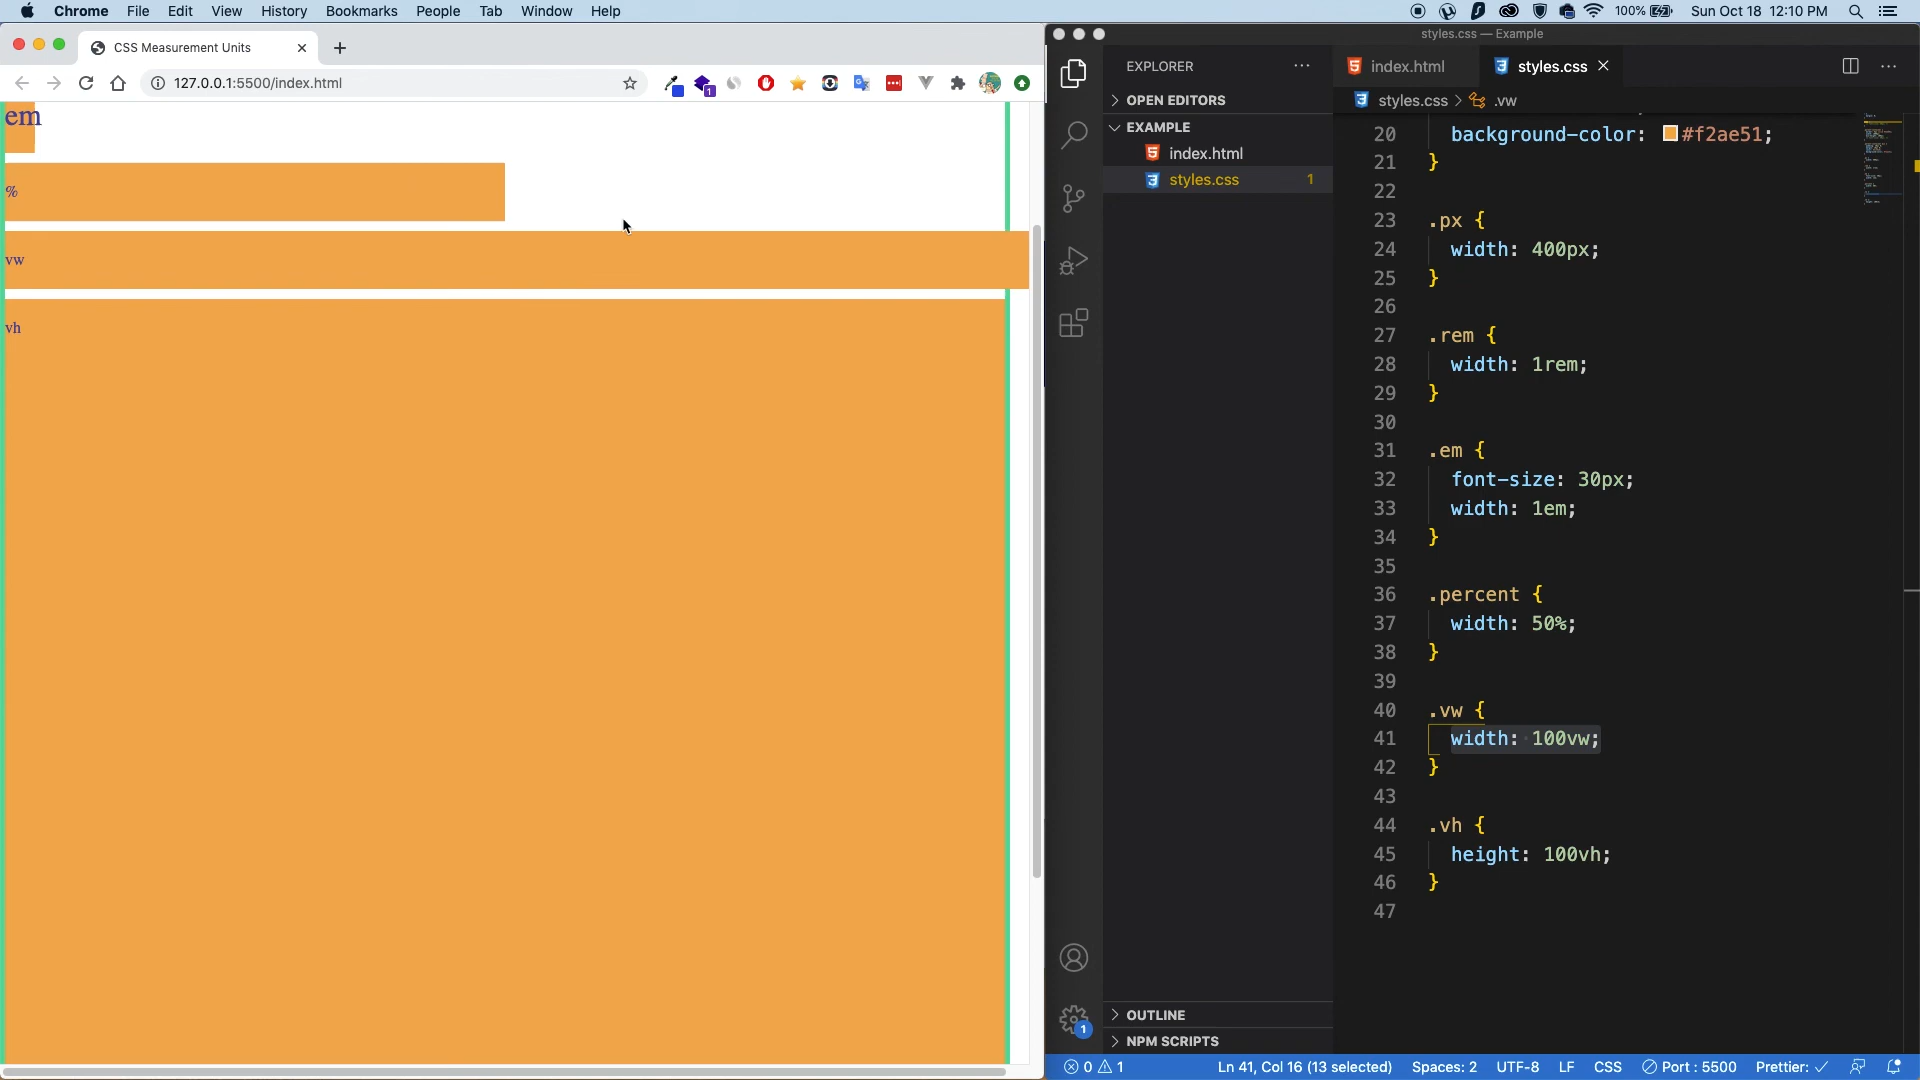 Chrome File Edit View History Bookmarks People Tab Window Help 100% Sun Oct 18 12:10 PM
styles.css — Example
CSS Measurement Units
127.0.0.1:5500/index.html
1
em
%
vw
vh
EXPLORER
OPEN EDITORS
EXAMPLE
index.html
styles.css 1
OUTLINE
NPM SCRIPTS
1
index.html styles.css
styles.css > .vw
20 background-color: #f2ae51;
21 }
22
23 .px {
24 width: 400px;
25 }
26
27 .rem {
28 width: 1rem;
29 }
30
31 .em {
32 font-size: 30px;
33 width: 1em;
34 }
35
36 .percent {
37 width: 50%;
38 }
39
40 .vw {
41 width: 100vw;
42 }
43
44 .vh {
45 height: 100vh;
46 }
47
0 1 Ln 41, Col 16 (13 selected) Spaces: 2 UTF-8 LF CSS Port : 5500 Prettier: ✓